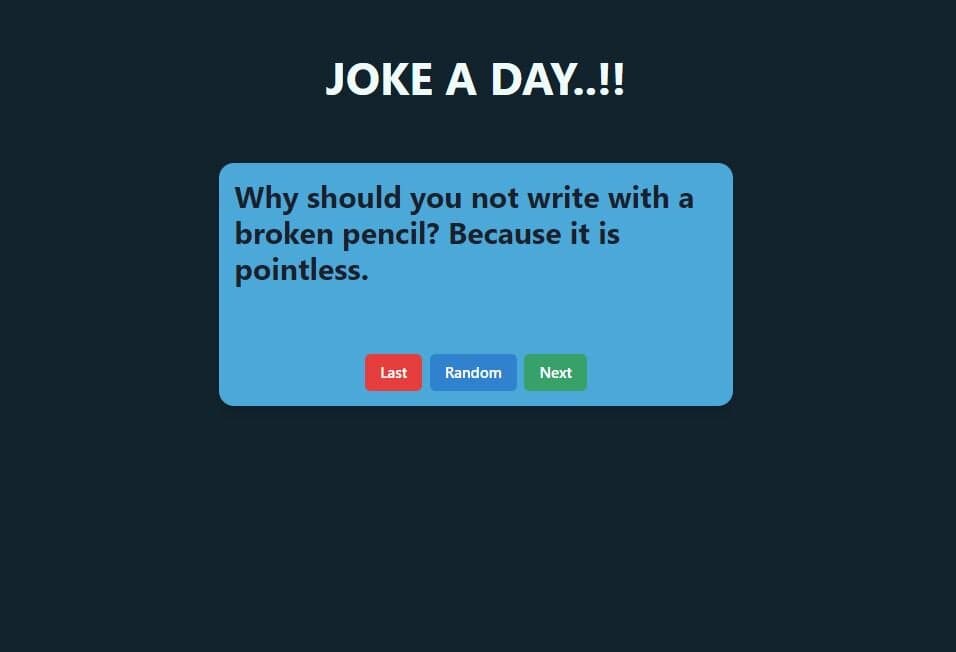 JOKE A DAY..!!
Why should you not write with a
broken pencil? Because it is
pointless.
Last
Random
Next